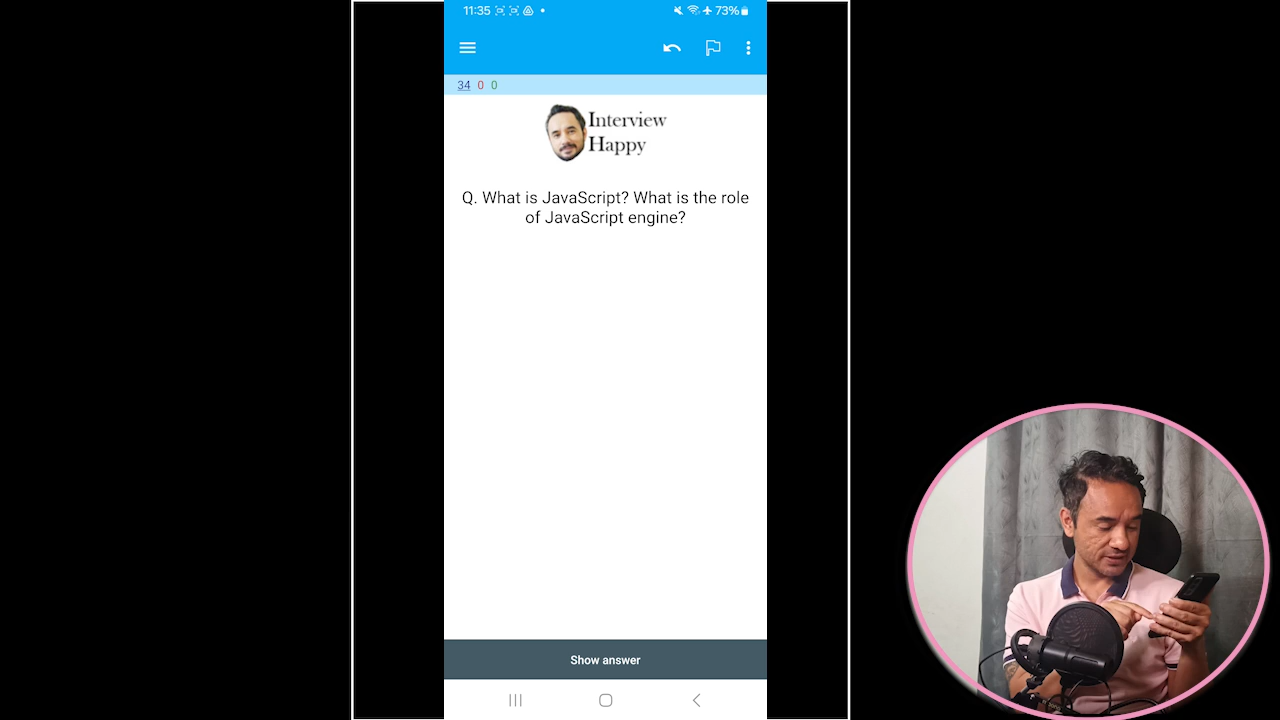 11:35
73%
34 0 0
Interview
Happy
Q. What is JavaScript? What is the role
of JavaScript engine?
Show answer